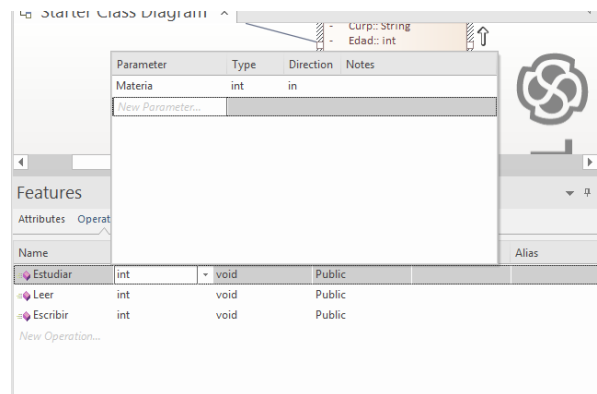 Starter Class Diagram ×
- Curp:: String
- Edad:: int
Parameter Type Direction Notes
Materia int in
New Parameter...
Features
Attributes Operat
Name Alias
Estudiar int void Public
Leer int void Public
Escribir int void Public
New Operation...